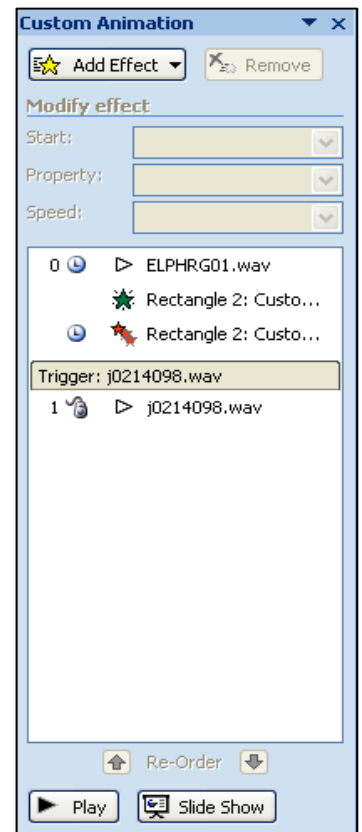 Custom Animation
Add Effect Remove
Modify effect
Start:
Property:
Speed:
0 ELPHRG01.wav
Rectangle 2: Custo...
Rectangle 2: Custo...
Trigger: j0214098.wav
1 j0214098.wav
Re-Order
Play Slide Show